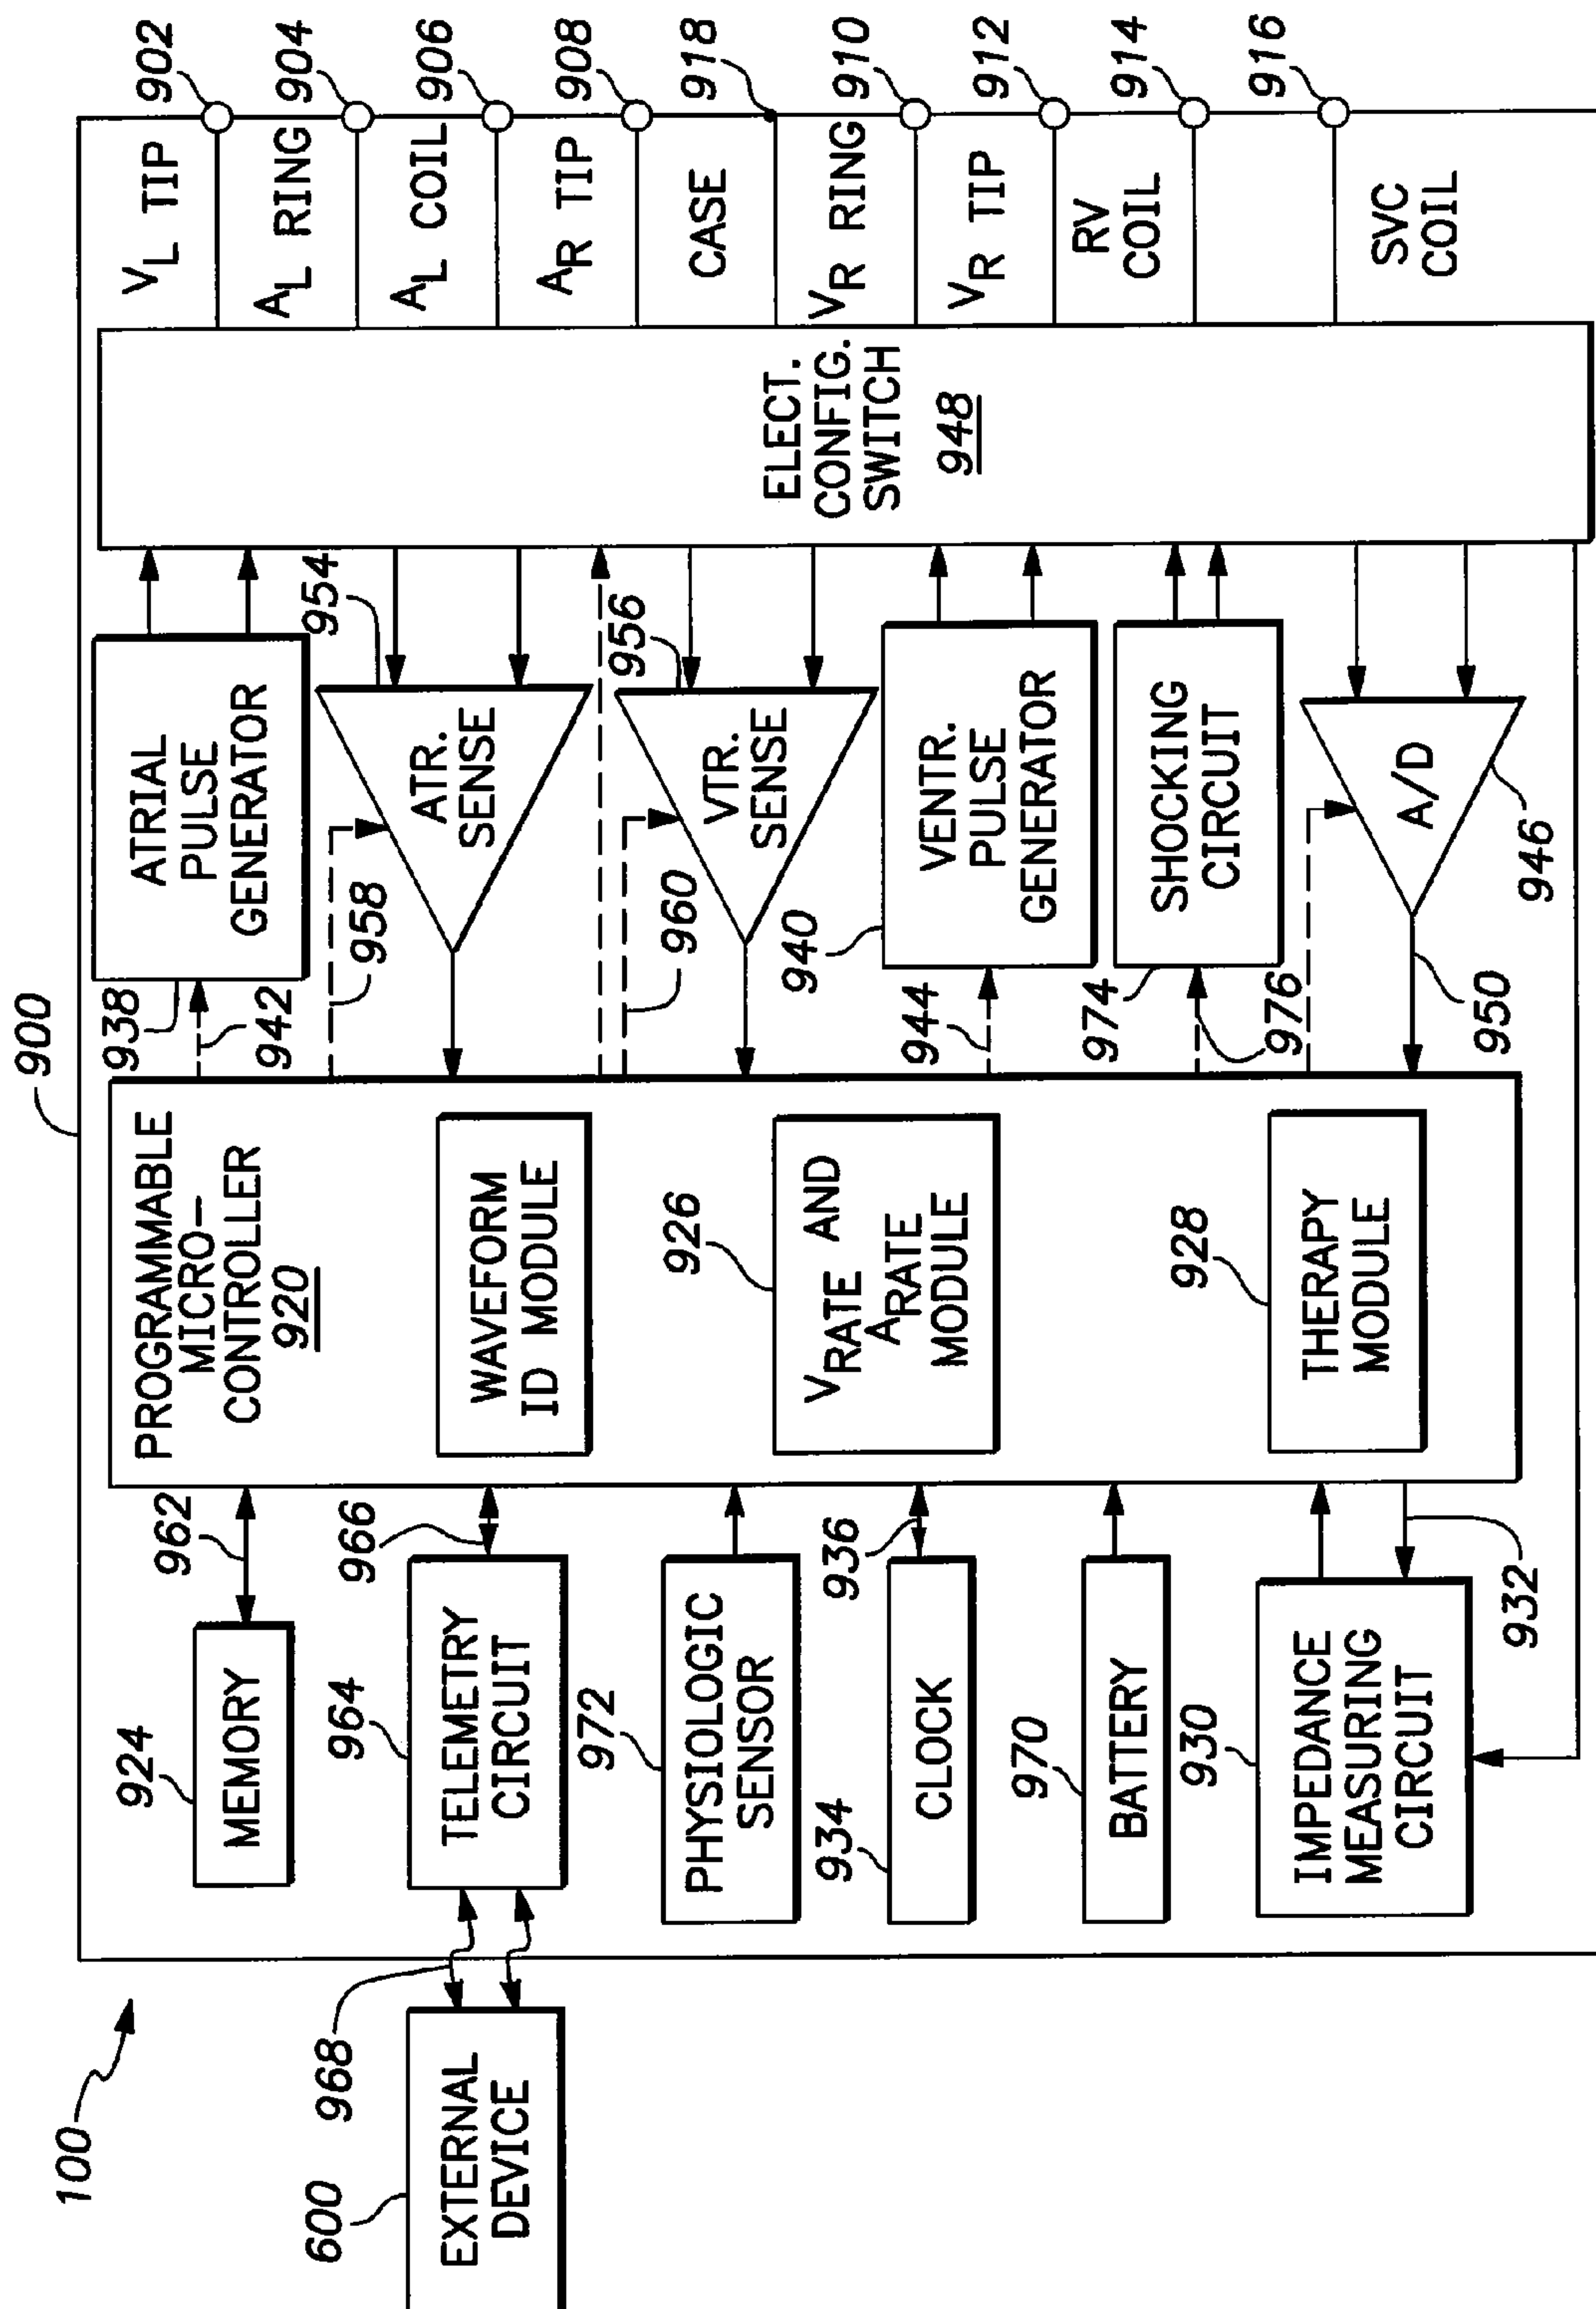 100
900
600
EXTERNAL
DEVICE
968
924
MEMORY
962
964
TELEMETRY
CIRCUIT
966
972
PHYSIOLOGIC
SENSOR
934
CLOCK
936
970
BATTERY
930
IMPEDANCE
MEASURING
CIRCUIT
932
PROGRAMMABLE
MICRO–
CONTROLLER
920
WAVEFORM
ID MODULE
926
VRATE AND
ARATE
MODULE
928
THERAPY
MODULE
938
942
ATRIAL
PULSE
GENERATOR
958
954
ATR.
SENSE
960
956
VTR.
SENSE
940
944
VENTR.
PULSE
GENERATOR
974
976
SHOCKING
CIRCUIT
950
946
A/D
ELECT.
CONFIG.
SWITCH
948
VL TIP
902
AL RING
904
AL COIL
906
AR TIP
908
CASE
918
VR RING
910
VR TIP
912
RV
COIL
914
SVC
COIL
916